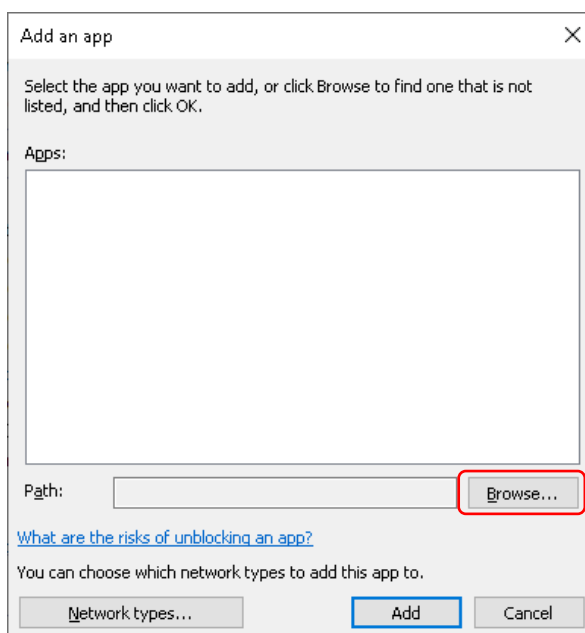 Add an app
Select the app you want to add, or click Browse to find one that is not
listed, and then click OK.
Apps:
Path:
Browse...
What are the risks of unblocking an app?
You can choose which network types to add this app to.
Network types...
Add
Cancel